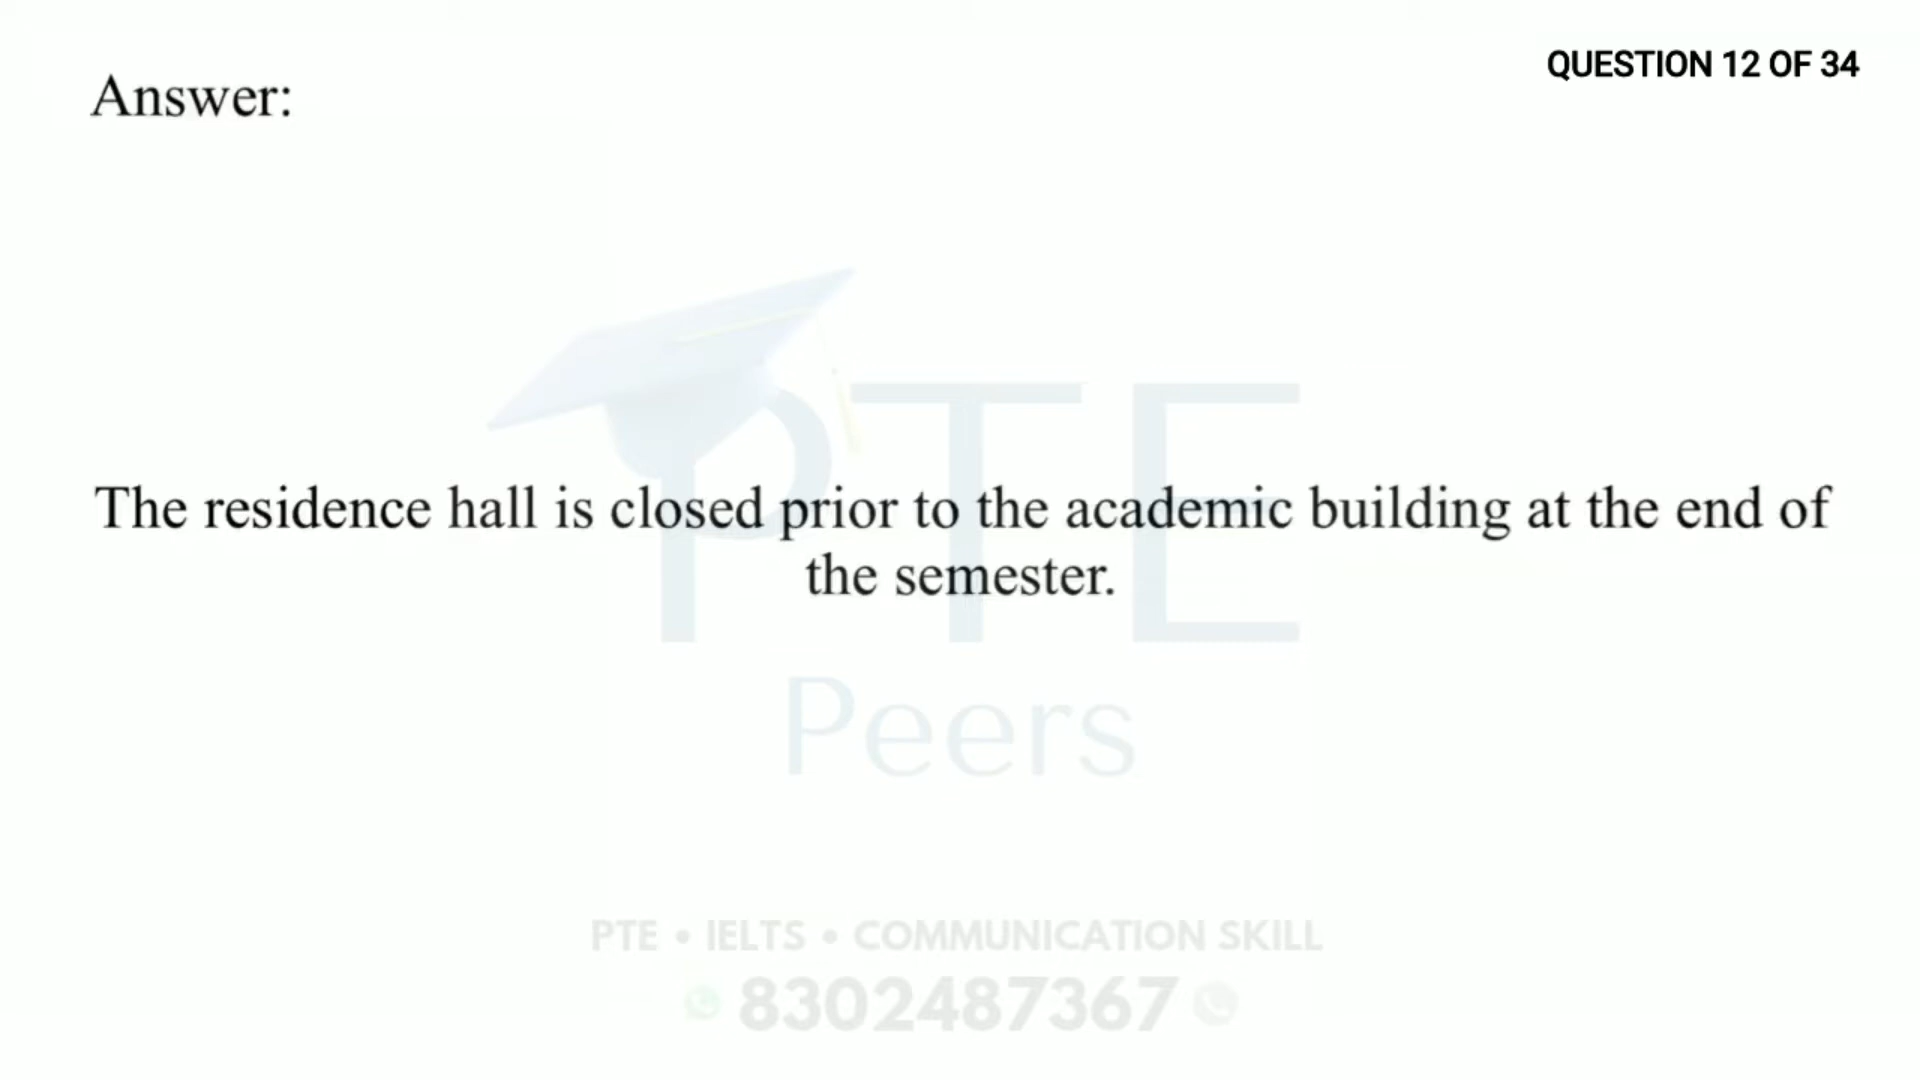 QUESTION 12 OF 34
Answer:
The residence hall is closed prior to the academic building at the end of
the semester.
PTE
Peers
PTE • IELTS • COMMUNICATION SKILL
8302487367